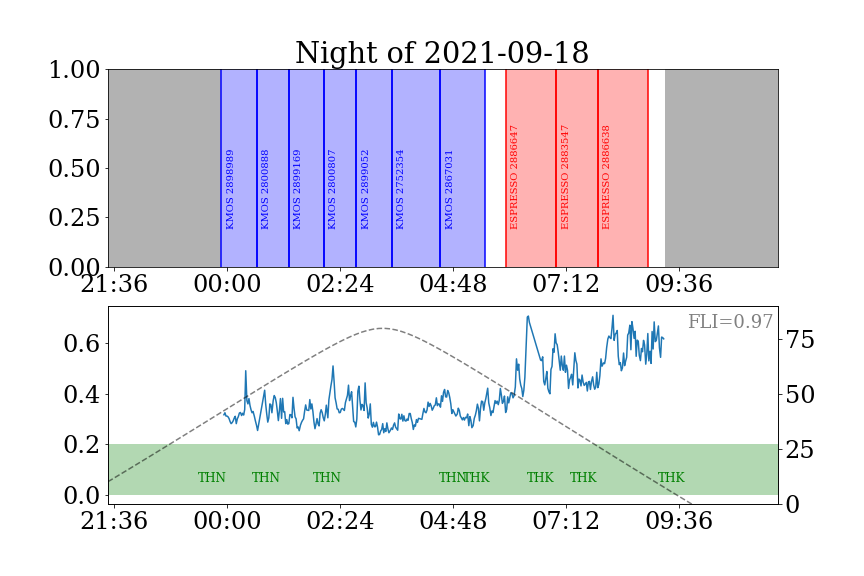 Night of 2021-09-18
1.00
0.75
0.50
0.25
0.00
KMOS 2898989
KMOS 2800888
KMOS 2899169
KMOS 2800807
KMOS 2899052
KMOS 2752354
KMOS 2867031
ESPRESSO 2886647
ESPRESSO 2883547
ESPRESSO 2886638
21:36 00:00 02:24 04:48 07:12 09:36
FLI=0.97
0.6
0.4
0.2
0.0
75
50
25
0
THN THN THN THN THK THK THK THK
21:36 00:00 02:24 04:48 07:12 09:36